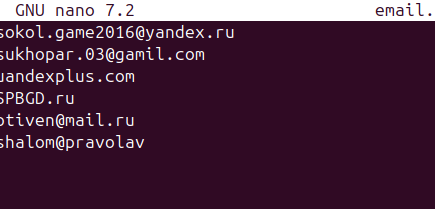 GNU nano 7.2 email.
sokol.game2016@yandex.ru
sukhopar.03@gamil.com
yandexplus.com
SPBGD.ru
otiven@mail.ru
shalom@pravolav